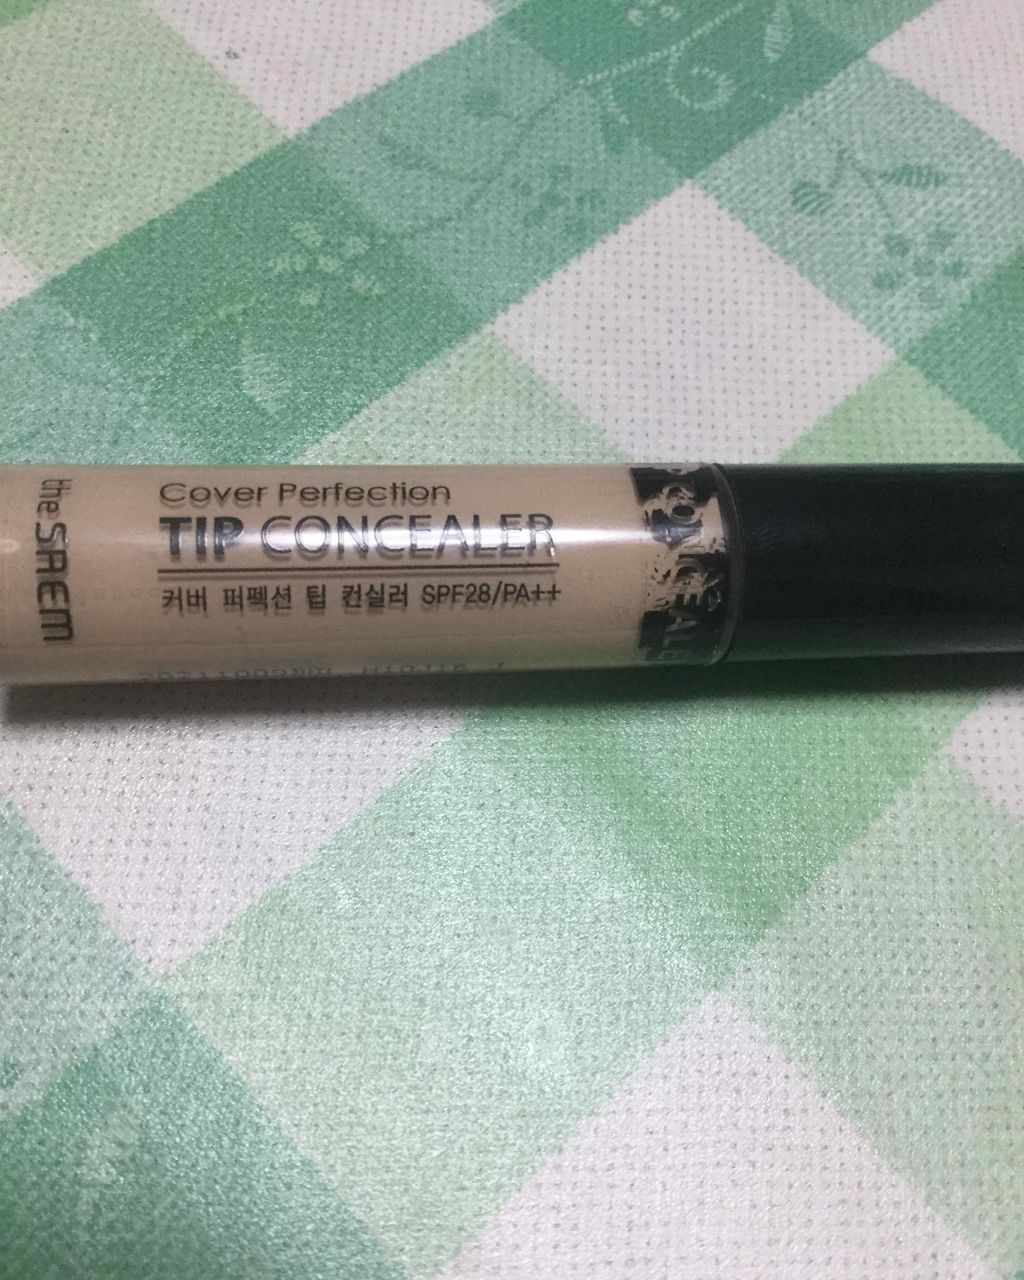 the SAEM
Cover Perfection
TIP CONCEALER
커버 퍼펙션 팁 컨실러 SPF28/PA++